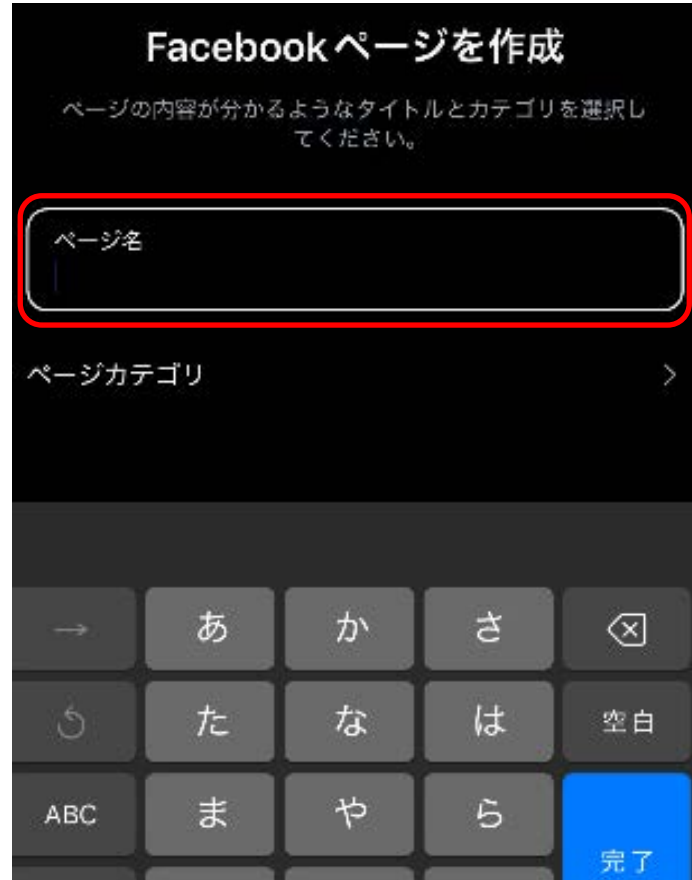 Facebookページを作成
ページの内容が分かるようなタイトルとカテゴリを選択し
てください。
ページ名
ページカテゴリ
→ あ か さ
た な は 空白
ABC ま や ら
完了